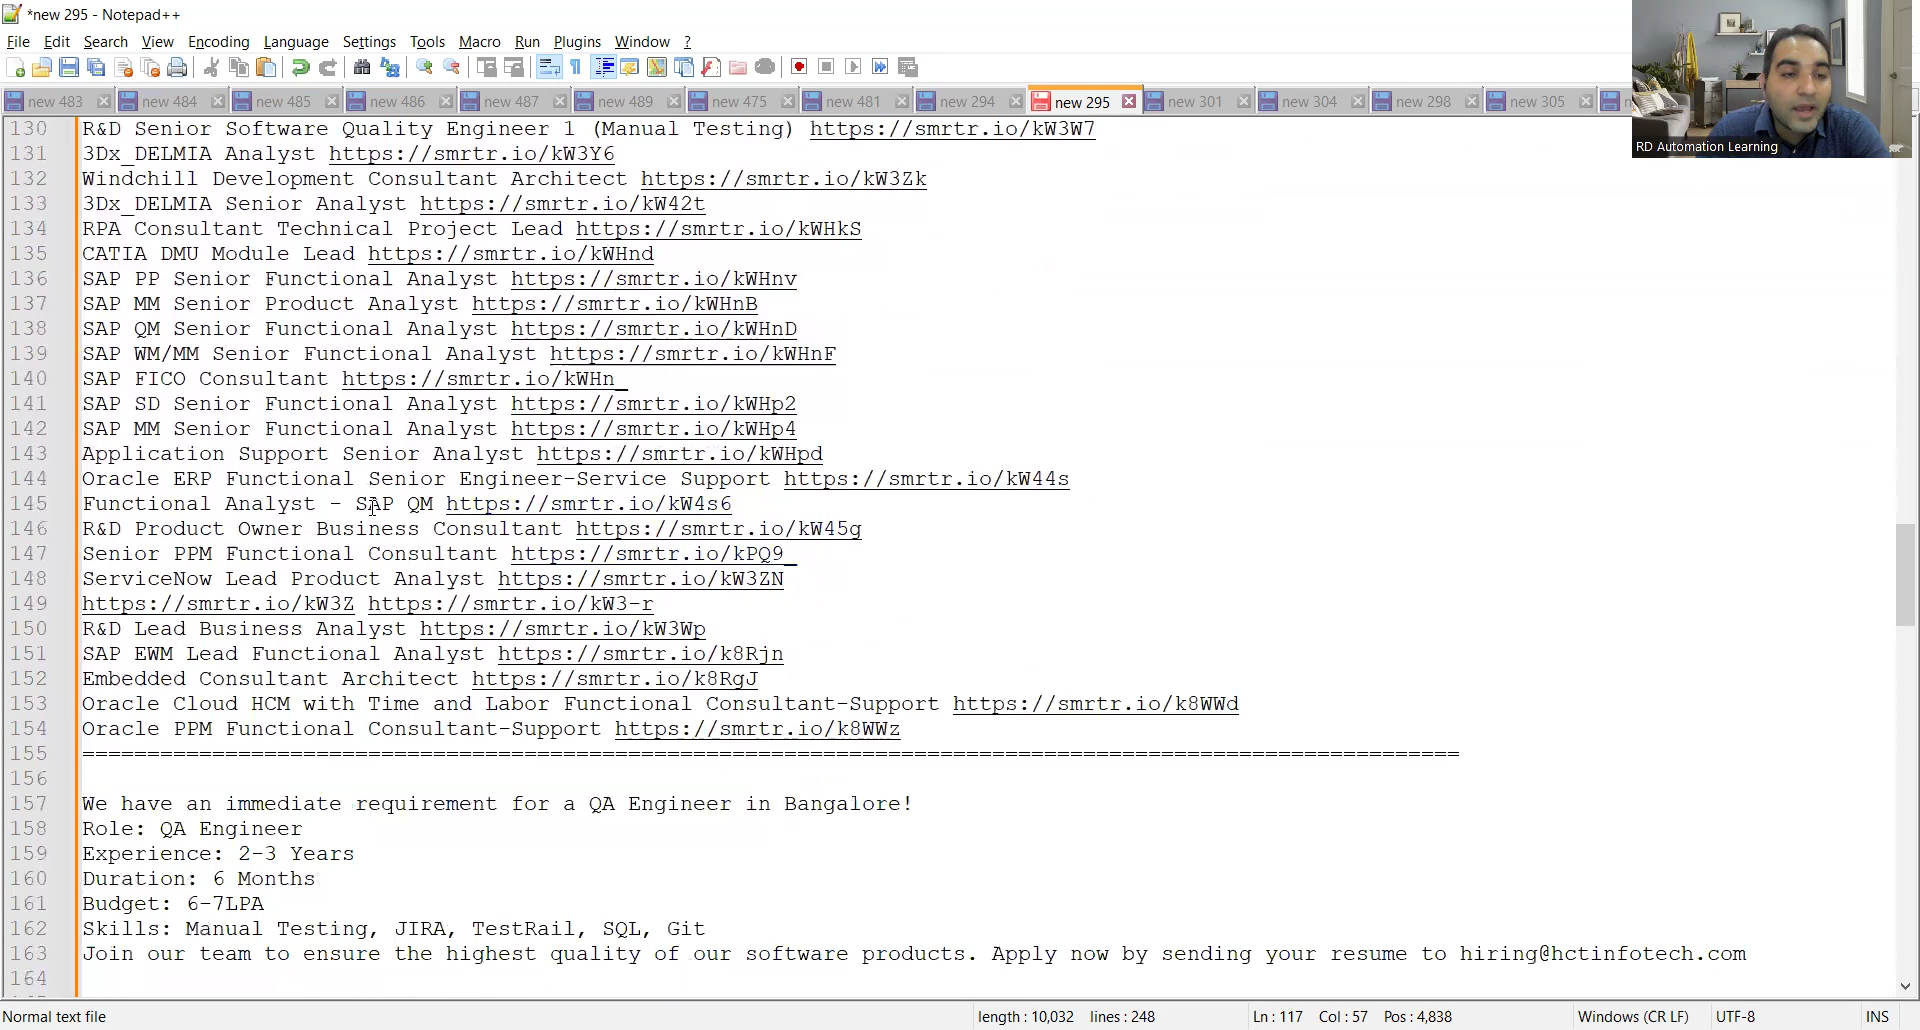 *new 295 - Notepad++
File Edit Search View Encoding Language Settings Tools Macro Run Plugins Window ?
new 483 new 484 new 485 new 486 new 487 new 489 new 475 new 481 new 294 new 295 new 301 new 304 new 298 new 305
RD Automation Learning
130 R&D Senior Software Quality Engineer 1 (Manual Testing) https://smrtr.io/kW3W7
131 3Dx_DELMIA Analyst https://smrtr.io/kW3Y6
132 Windchill Development Consultant Architect https://smrtr.io/kW3Zk
133 3Dx_DELMIA Senior Analyst https://smrtr.io/kW42t
134 RPA Consultant Technical Project Lead https://smrtr.io/kWHkS
135 CATIA DMU Module Lead https://smrtr.io/kWHnd
136 SAP PP Senior Functional Analyst https://smrtr.io/kWHnv
137 SAP MM Senior Product Analyst https://smrtr.io/kWHnB
138 SAP QM Senior Functional Analyst https://smrtr.io/kWHnD
139 SAP WM/MM Senior Functional Analyst https://smrtr.io/kWHnF
140 SAP FICO Consultant https://smrtr.io/kWHn_
141 SAP SD Senior Functional Analyst https://smrtr.io/kWHp2
142 SAP MM Senior Functional Analyst https://smrtr.io/kWHp4
143 Application Support Senior Analyst https://smrtr.io/kWHpd
144 Oracle ERP Functional Senior Engineer-Service Support https://smrtr.io/kW44s
145 Functional Analyst - SAP QM https://smrtr.io/kW4s6
146 R&D Product Owner Business Consultant https://smrtr.io/kW45g
147 Senior PPM Functional Consultant https://smrtr.io/kPQ9_
148 ServiceNow Lead Product Analyst https://smrtr.io/kW3ZN
149 https://smrtr.io/kW3Z https://smrtr.io/kW3-r
150 R&D Lead Business Analyst https://smrtr.io/kW3Wp
151 SAP EWM Lead Functional Analyst https://smrtr.io/k8Rjn
152 Embedded Consultant Architect https://smrtr.io/k8RgJ
153 Oracle Cloud HCM with Time and Labor Functional Consultant-Support https://smrtr.io/k8WWd
154 Oracle PPM Functional Consultant-Support https://smrtr.io/k8WWz
155 ==========================================================================================================
156
157 We have an immediate requirement for a QA Engineer in Bangalore!
158 Role: QA Engineer
159 Experience: 2-3 Years
160 Duration: 6 Months
161 Budget: 6-7LPA
162 Skills: Manual Testing, JIRA, TestRail, SQL, Git
163 Join our team to ensure the highest quality of our software products. Apply now by sending your resume to hiring@hctinfotech.com
164
Normal text file length : 10,032 lines : 248 Ln : 117 Col : 57 Pos : 4,838 Windows (CR LF) UTF-8 INS